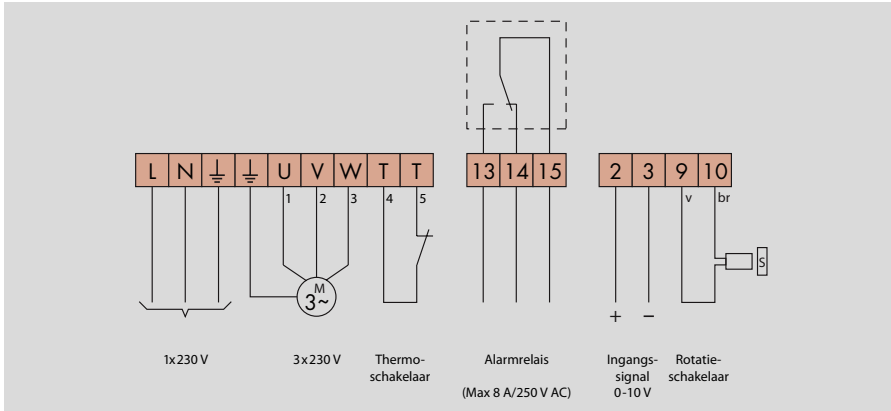 L N U V W T T
13 14 15
2 3 9 10
1 2 3 4 5
v br
M
3~
S
+ −
1x230 V
3x230 V
Thermo-
schakelaar
Alarmrelais
(Max 8 A/250 V AC)
Ingangs-
signal
0-10 V
Rotatie-
schakelaar